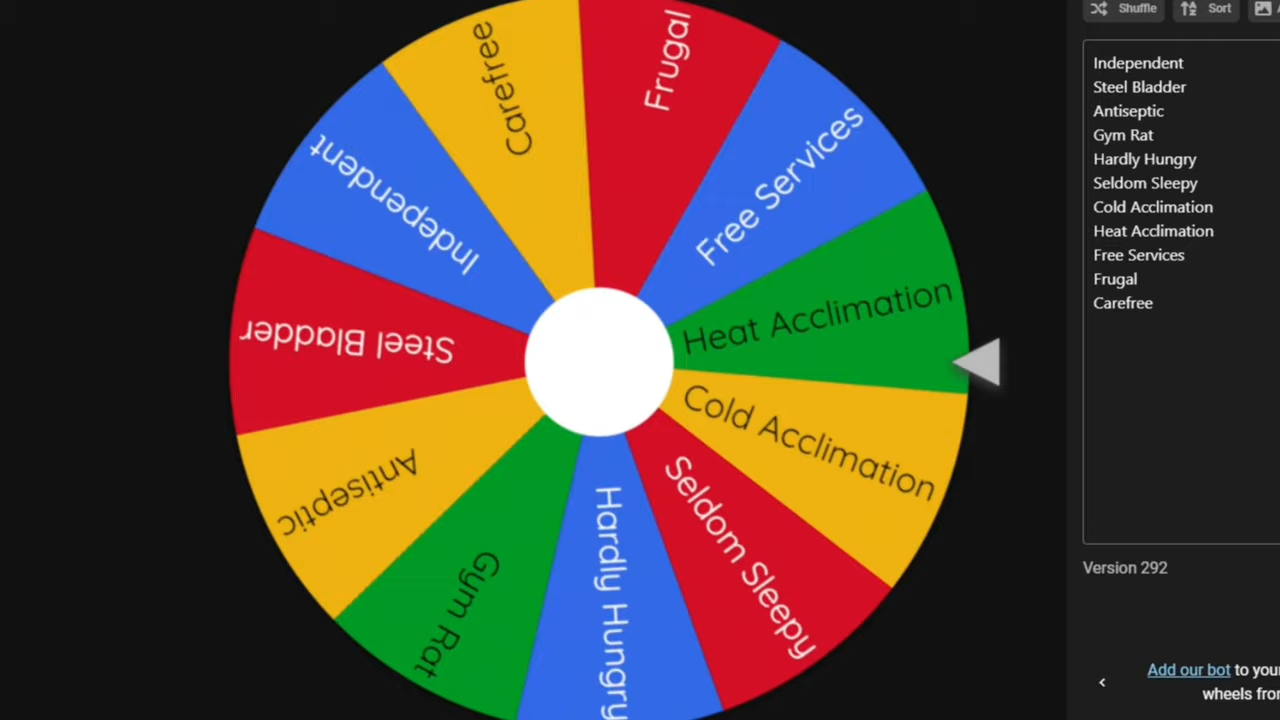 Carefree
Frugal
Free Services
Independent
Heat Acclimation
Steel Bladder
Cold Acclimation
Antiseptic
Seldom Sleepy
Gym Rat
Hardly Hungry
Shuffle
Sort
Independent
Steel Bladder
Antiseptic
Gym Rat
Hardly Hungry
Seldom Sleepy
Cold Acclimation
Heat Acclimation
Free Services
Frugal
Carefree
Version 292
Add our bot to your
wheels from